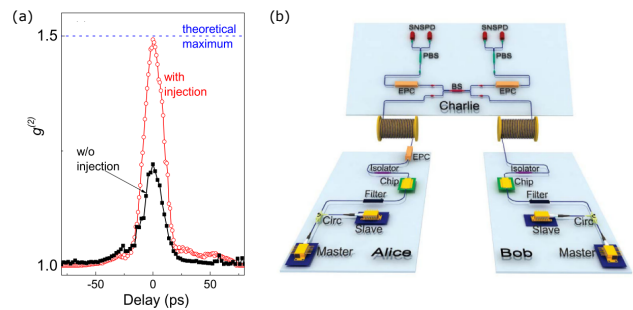 (a)
1.5
1.0
g(2)
theoretical
maximum
with
injection
w/o
injection
-50
0
50
Delay (ps)
(b)
SNSPD
SNSPD
PBS
PBS
EPC
BS
EPC
Charlie
EPC
Isolator
Chip
Filter
Circ
Slave
Master
Alice
Isolator
Chip
Filter
Circ
Slave
Bob
Master